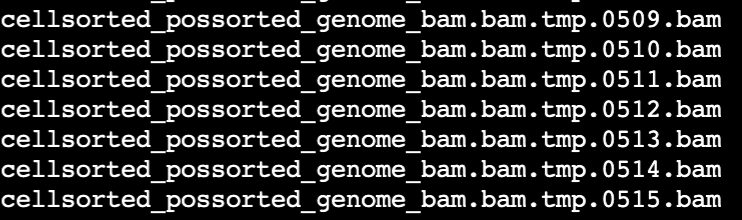 cellsorted_possorted_genome_bam.bam.tmp.0509.bam
cellsorted_possorted_genome_bam.bam.tmp.0510.bam
cellsorted_possorted_genome_bam.bam.tmp.0511.bam
cellsorted_possorted_genome_bam.bam.tmp.0512.bam
cellsorted_possorted_genome_bam.bam.tmp.0513.bam
cellsorted_possorted_genome_bam.bam.tmp.0514.bam
cellsorted_possorted_genome_bam.bam.tmp.0515.bam